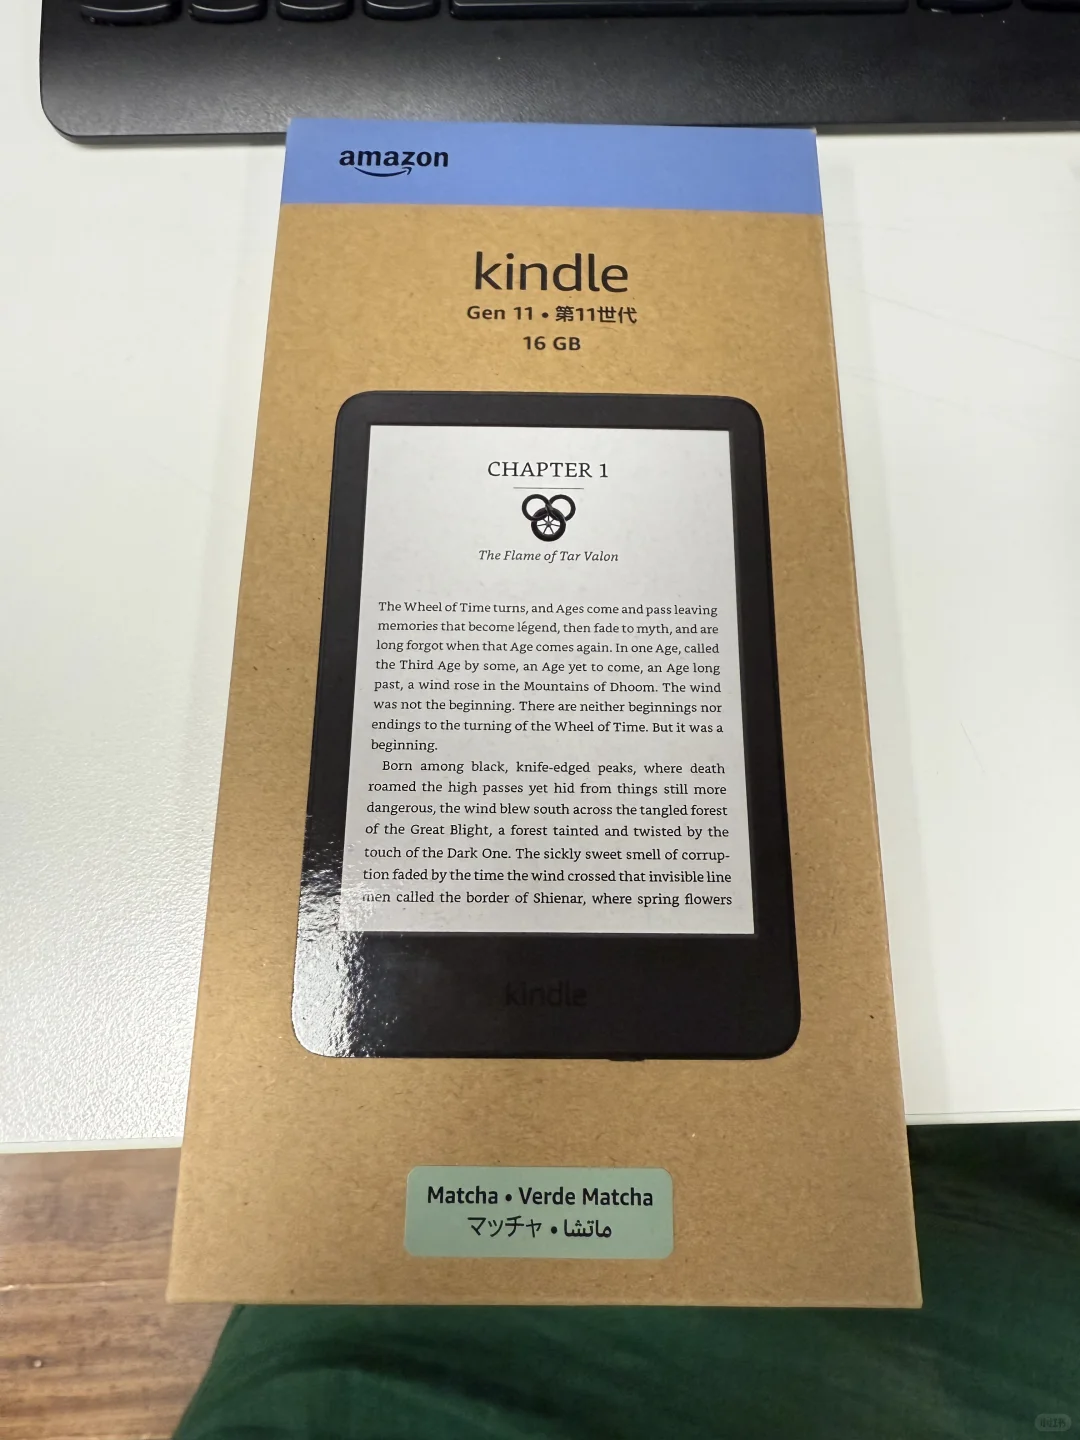 amazon
kindle
Gen 11 • 第11世代
16 GB
CHAPTER 1
The Flame of Tar Valon
The Wheel of Time turns, and Ages come and pass leaving
memories that become legend, then fade to myth, and are
long forgot when that Age comes again. In one Age, called
the Third Age by some, an Age yet to come, an Age long
past, a wind rose in the Mountains of Dhoom. The wind
was not the beginning. There are neither beginnings nor
endings to the turning of the Wheel of Time. But it was a
beginning.
Born among black, knife-edged peaks, where death
roamed the high passes yet hid from things still more
dangerous, the wind blew south across the tangled forest
of the Great Blight, a forest tainted and twisted by the
touch of the Dark One. The sickly sweet smell of corrup-
tion faded by the time the wind crossed that invisible line
men called the border of Shienar, where spring flowers
kindle
Matcha • Verde Matcha
マッチャ • ماتشا